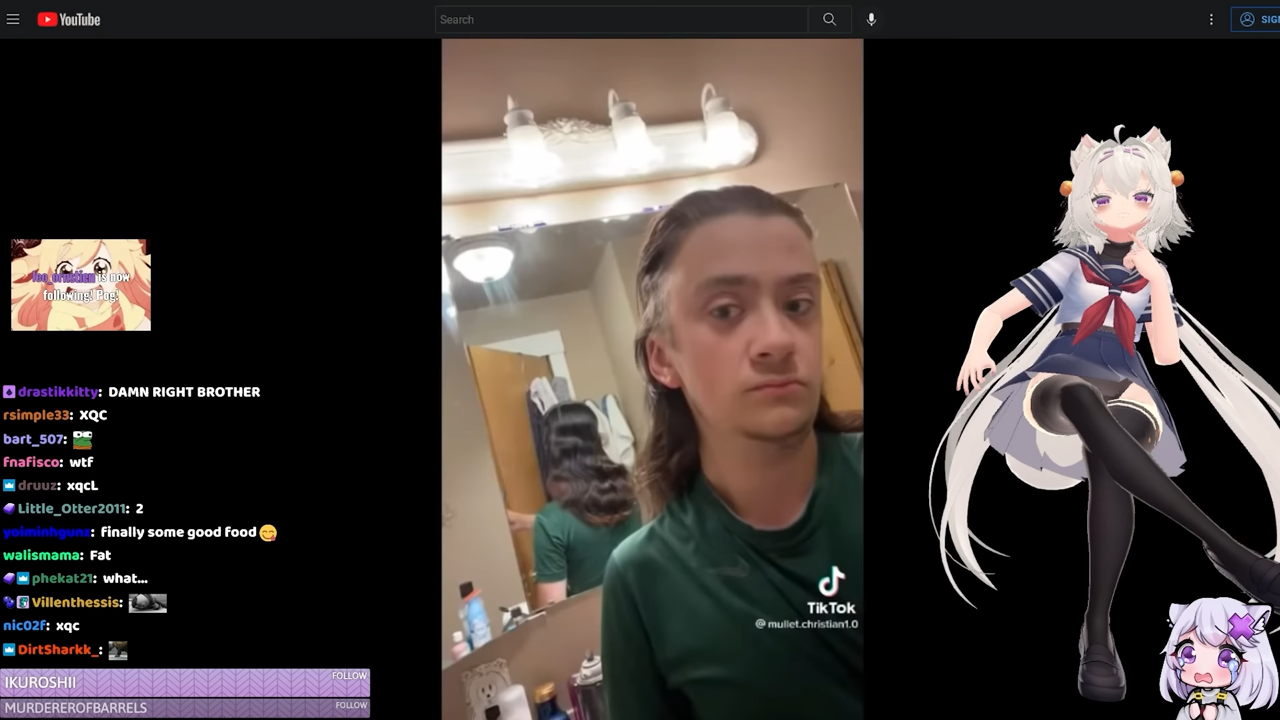 YouTube
Search
SIG
is now
following! Pog!
drastikkitty: DAMN RIGHT BROTHER
rsimple33: XQC
bart_507:
fnafisco: wtf
druuz: xqcL
Little_Otter2011: 2
yoiminhgunz: finally some good food
walismama: Fat
phekat21: what...
Villenthessis:
nic02f: xqc
DirtSharkk_:
IKUROSHII
FOLLOW
MURDEREROFBARRELS
FOLLOW
TikTok
@mullet.christian1.0